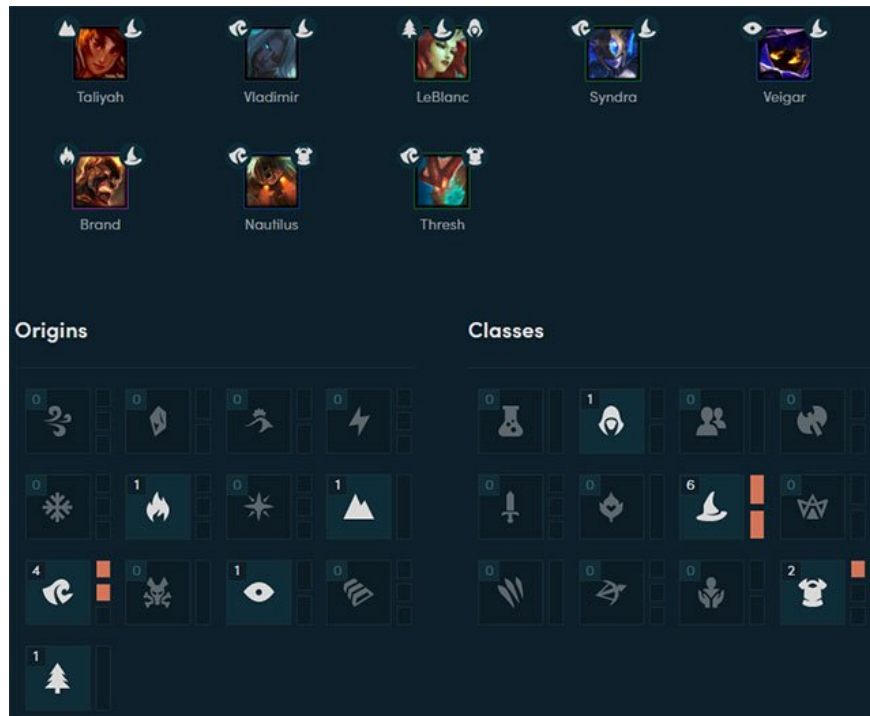 Taliyah Vladimir LeBlanc Syndra Veigar
Brand Nautilus Thresh
Origins Classes
0 0 0 0 0 1 0 0
0 1 0 1 0 0 6 0
4 0 1 0 0 0 0 2
1